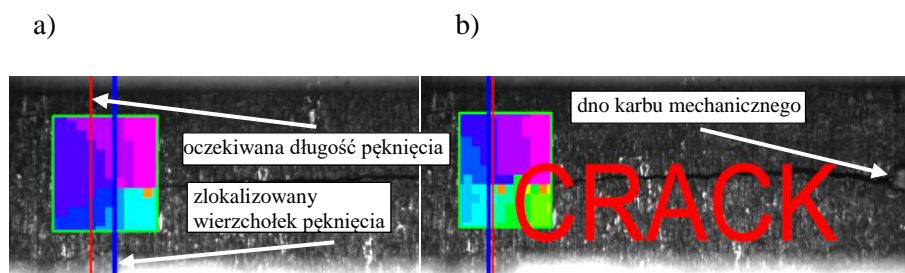 a)
b)
dno karbu mechanicznego
oczekiwana długość pęknięcia
zlokalizowany
wierzchołek pęknięcia
CRACK